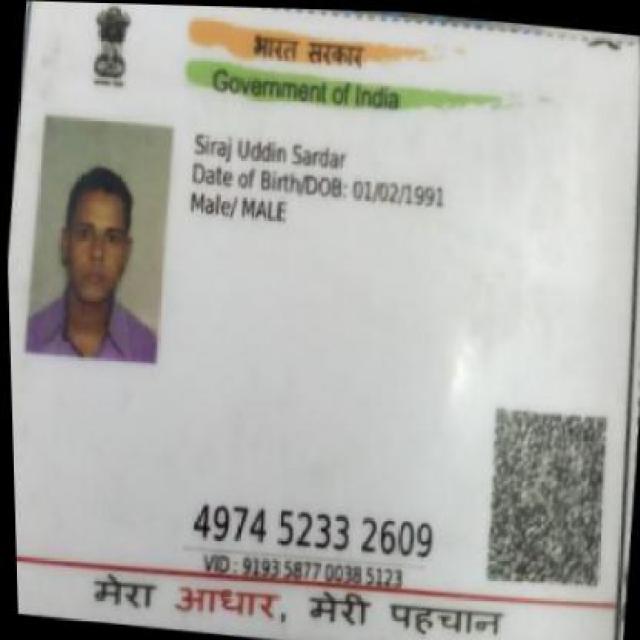 भारत सरकार
Government of India
Siraj Uddin Sardar
Date of Birth/DOB: 01/02/1991
Male/ MALE
4974 5233 2609
VID : 9193 5877 0038 5123
मेरा आधार, मेरी पहचान